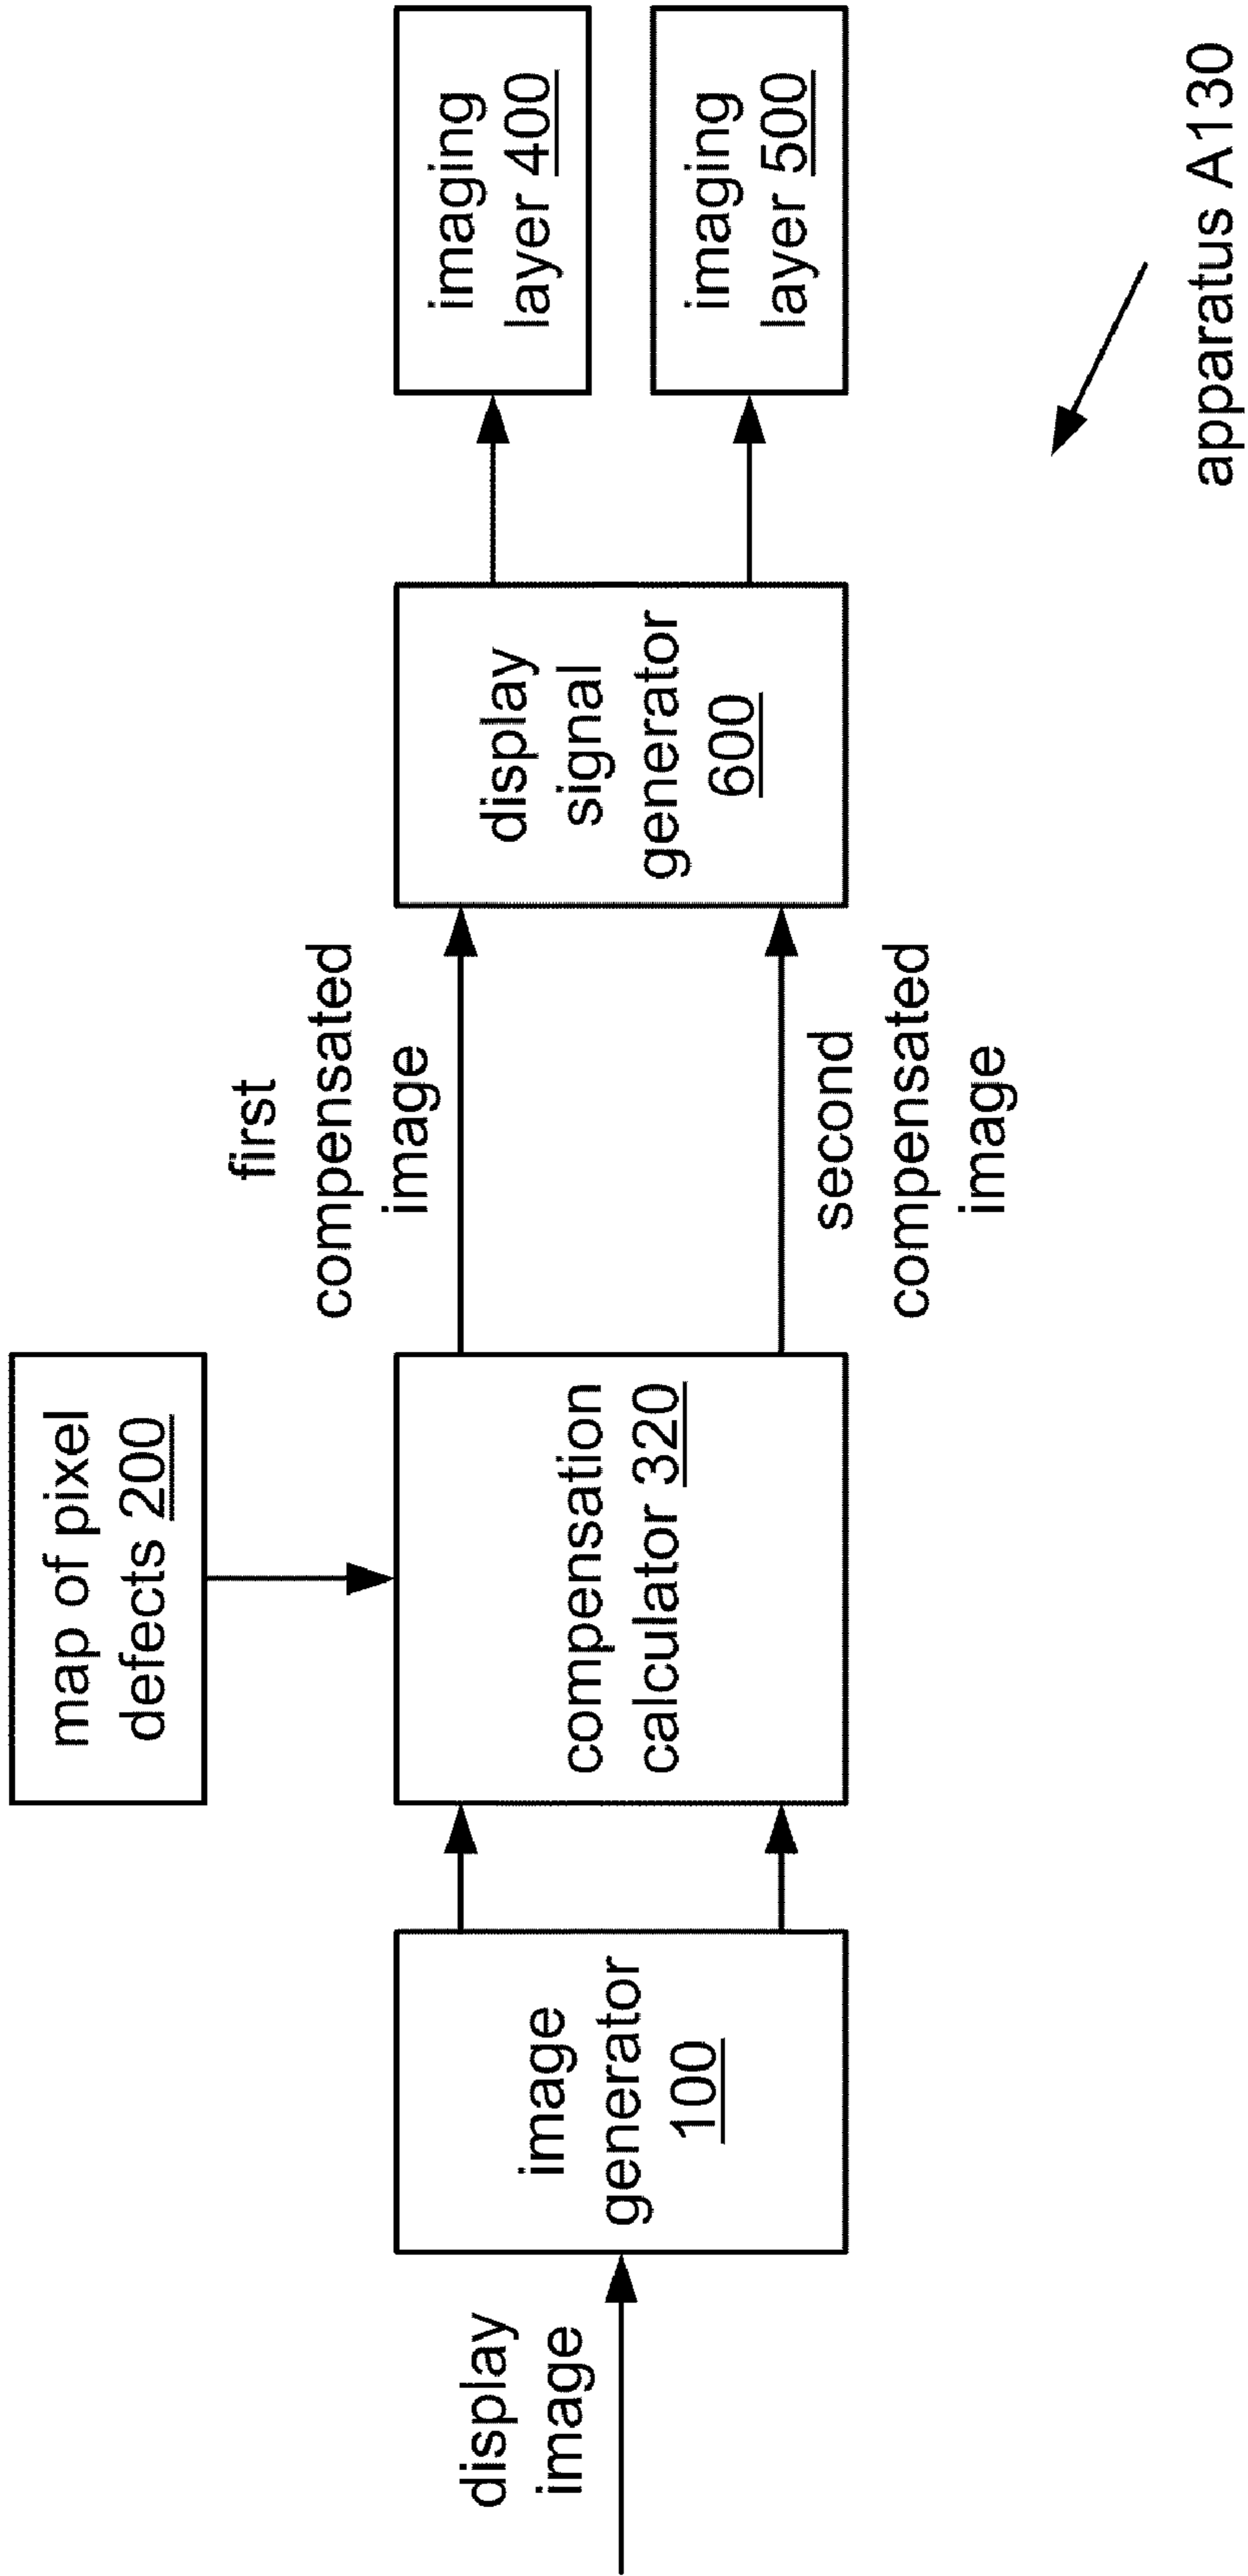 display
image
image
generator
100
map of pixel
defects 200
compensation
calculator 320
first
compensated
image
second
compensated
image
display
signal
generator
600
imaging
layer 400
imaging
layer 500
apparatus A130